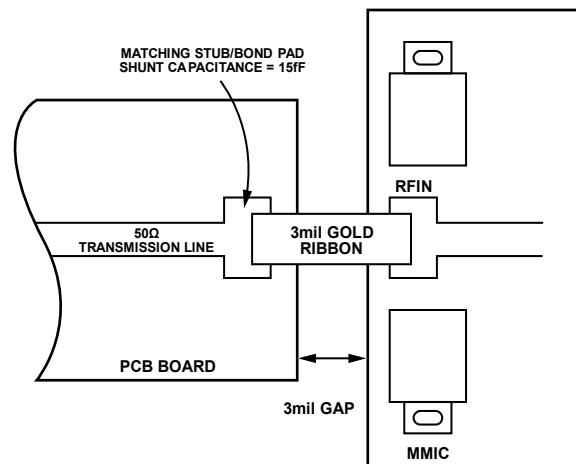 MATCHING STUB/BOND PAD
SHUNT CAPACITANCE = 15fF
RFIN
50Ω
TRANSMISSION LINE
3mil GOLD
RIBBON
PCB BOARD
3mil GAP
MMIC